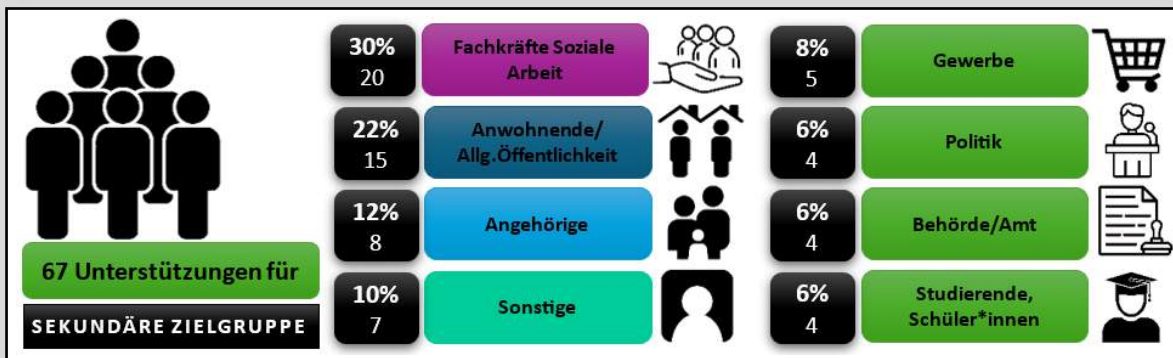 67 Unterstützungen für
SEKUNDÄRE ZIELGRUPPE
30%
20
Fachkräfte Soziale
Arbeit
22%
15
Anwohnende/
Allg.Öffentlichkeit
12%
8
Angehörige
10%
7
Sonstige
8%
5
Gewerbe
6%
4
Politik
6%
4
Behörde/Amt
6%
4
Studierende,
Schüler*innen